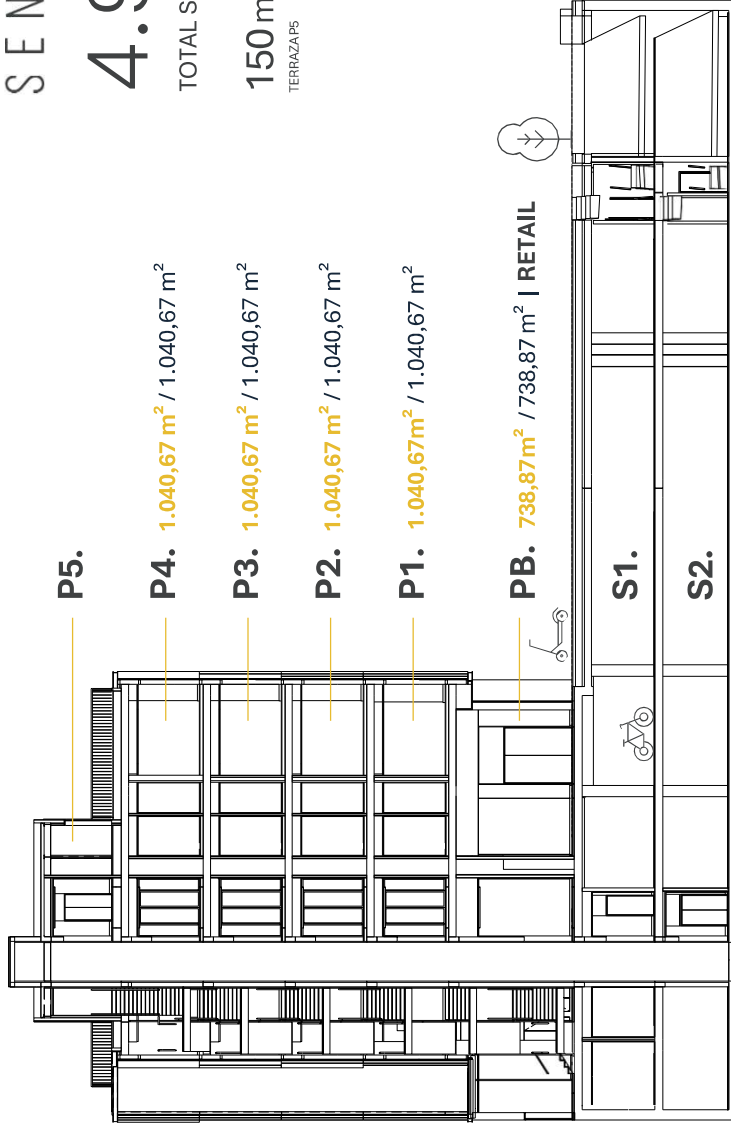 S E N
4.9
TOTAL S
150 m
TERRAZA P5
P5.
P4. 1.040,67 m² / 1.040,67 m²
P3. 1.040,67 m² / 1.040,67 m²
P2. 1.040,67 m² / 1.040,67 m²
P1. 1.040,67m² / 1.040,67 m²
PB. 738,87m² / 738,87 m² | RETAIL
S1.
S2.